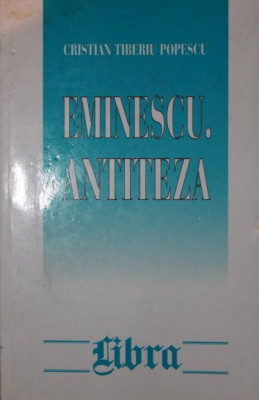 CRISTIAN TIBERIU POPESCU
EMINESCU.
ANTITEZA
Libra